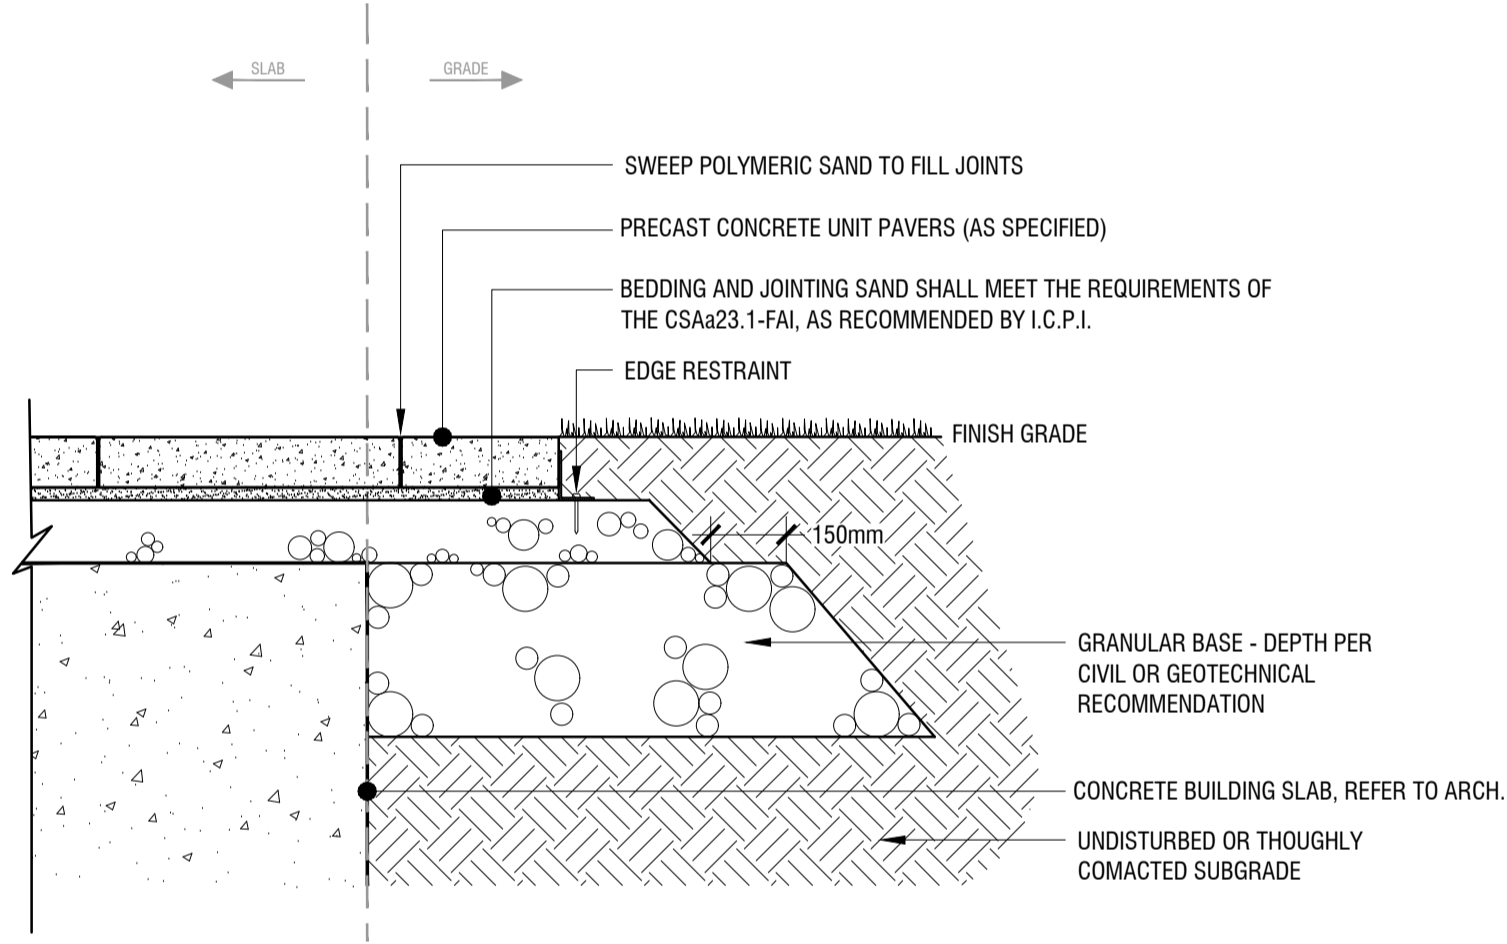 SLAB
GRADE
SWEEP POLYMERIC SAND TO FILL JOINTS
PRECAST CONCRETE UNIT PAVERS (AS SPECIFIED)
BEDDING AND JOINTING SAND SHALL MEET THE REQUIREMENTS OF
THE CSAa23.1-FAI, AS RECOMMENDED BY I.C.P.I.
EDGE RESTRAINT
FINISH GRADE
150mm
GRANULAR BASE - DEPTH PER
CIVIL OR GEOTECHNICAL
RECOMMENDATION
CONCRETE BUILDING SLAB, REFER TO ARCH.
UNDISTURBED OR THOUGHLY
COMACTED SUBGRADE